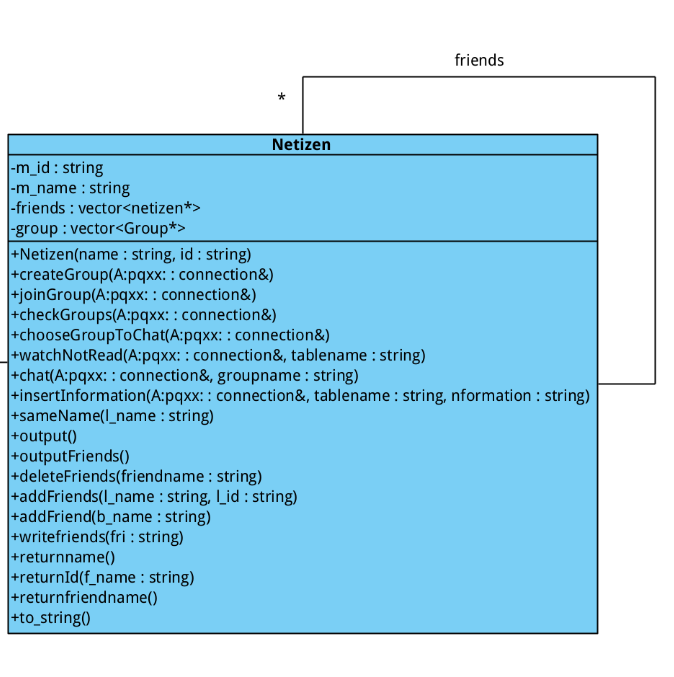 friends
*
Netizen
-m_id : string
-m_name : string
-friends : vector<netizen*>
-group : vector<Group*>
+Netizen(name : string, id : string)
+createGroup(A:pqxx: : connection&)
+joinGroup(A:pqxx: : connection&)
+checkGroups(A:pqxx: : connection&)
+chooseGroupToChat(A:pqxx: : connection&)
+watchNotRead(A:pqxx: : connection&, tablename : string)
+chat(A:pqxx: : connection&, groupname : string)
+insertInformation(A:pqxx: : connection&, tablename : string, nformation : string)
+sameName(l_name : string)
+output()
+outputFriends()
+deleteFriends(friendname : string)
+addFriends(l_name : string, l_id : string)
+addFriend(b_name : string)
+writefriends(fri : string)
+returnname()
+returnId(f_name : string)
+returnfriendname()
+to_string()